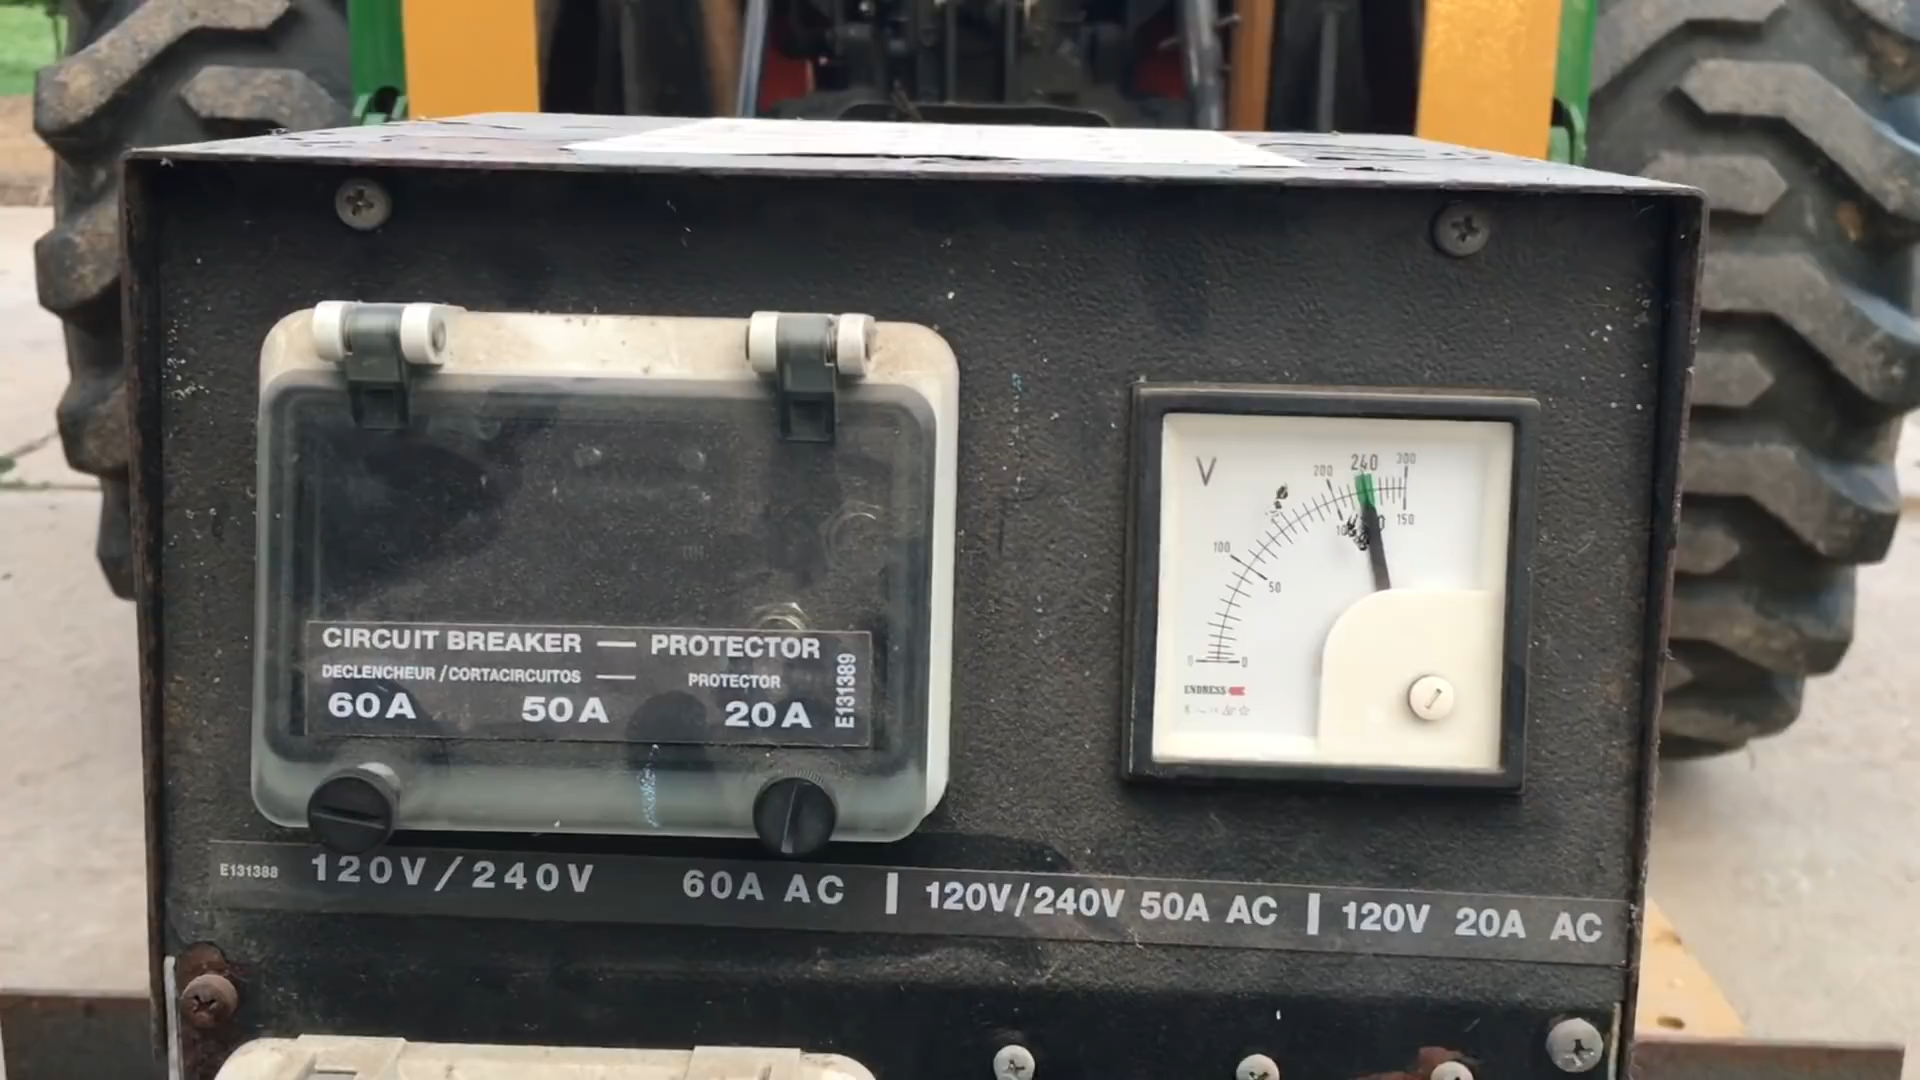 CIRCUIT BREAKER — PROTECTOR
DECLENCHEUR/CORTACIRCUITOS — PROTECTOR
60A 50A 20A
E131389
V
200 240 300
150
100
50
0 0
ENDRESS
E131388 120V/240V 60A AC | 120V/240V 50A AC | 120V 20A AC